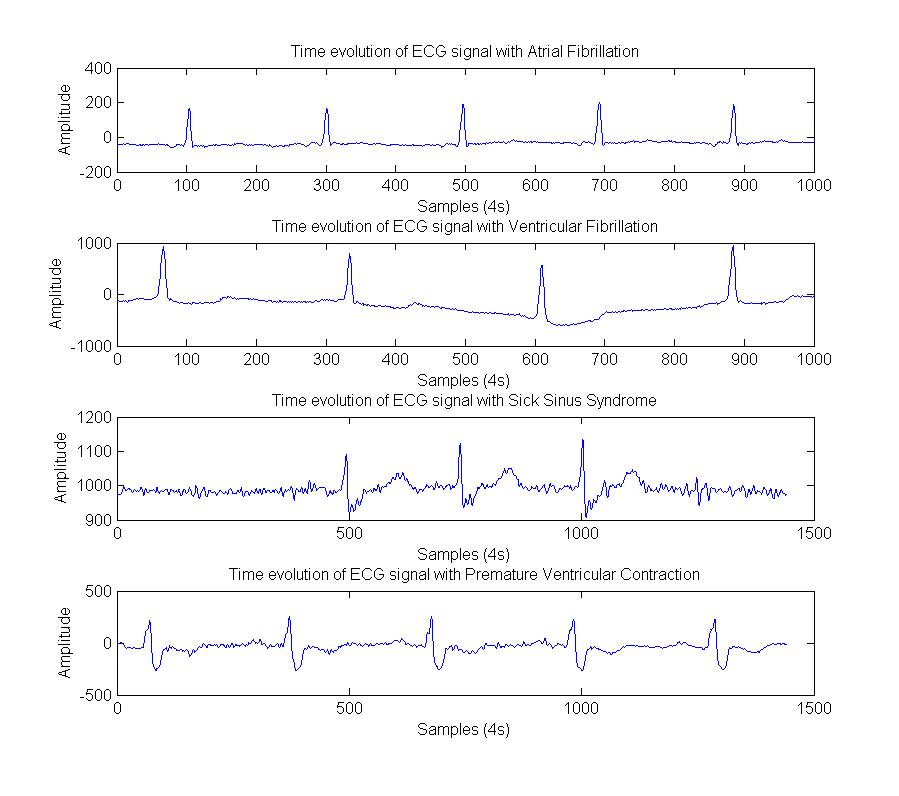 Time evolution of ECG signal with Atrial Fibrillation
400
200
0
-200
Amplitude
0 100 200 300 400 500 600 700 800 900 1000
Samples (4s)
Time evolution of ECG signal with Ventricular Fibrillation
1000
0
-1000
Amplitude
0 100 200 300 400 500 600 700 800 900 1000
Samples (4s)
Time evolution of ECG signal with Sick Sinus Syndrome
1200
1100
1000
900
Amplitude
0 500 1000 1500
Samples (4s)
Time evolution of ECG signal with Premature Ventricular Contraction
500
0
-500
Amplitude
0 500 1000 1500
Samples (4s)